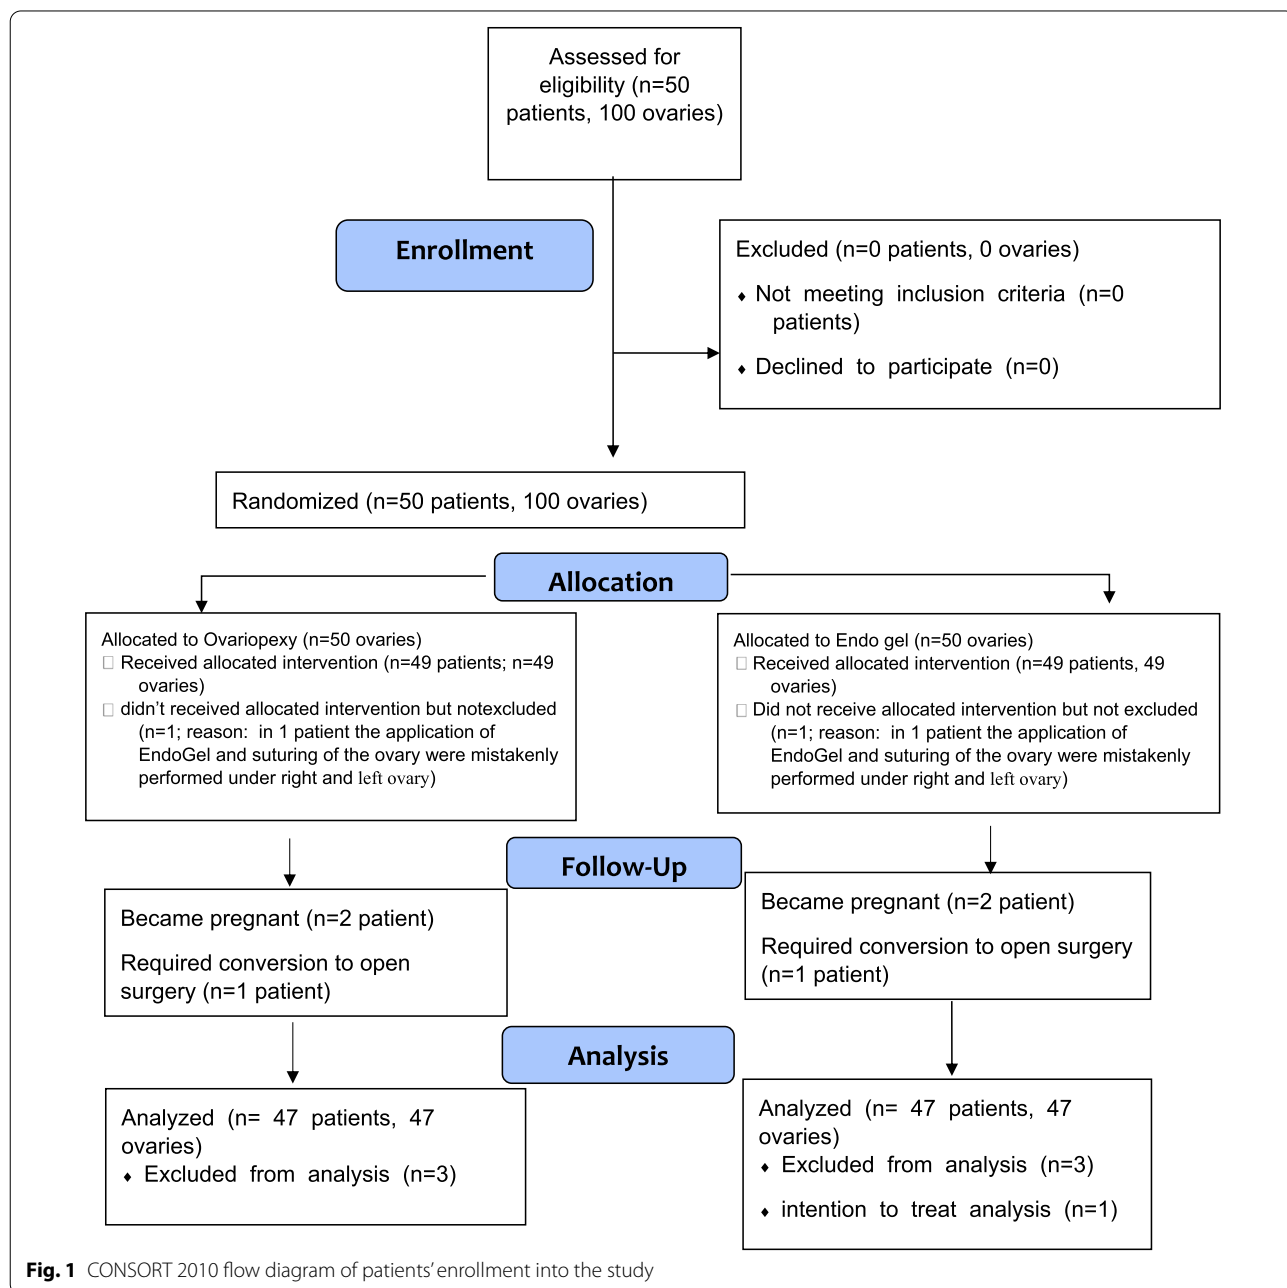 Assessed for
eligibility (n=50
patients, 100 ovaries)
Enrollment
Excluded (n=0 patients, 0 ovaries)
♦ Not meeting inclusion criteria (n=0
patients)
♦ Declined to participate (n=0)
Randomized (n=50 patients, 100 ovaries)
Allocation
Allocated to Ovariopexy (n=50 ovaries)
□ Received allocated intervention (n=49 patients; n=49
ovaries)
□ didn’t received allocated intervention but notexcluded
(n=1; reason: in 1 patient the application of
EndoGel and suturing of the ovary were mistakenly
performed under right and left ovary)
Allocated to Endo gel (n=50 ovaries)
□ Received allocated intervention (n=49 patients, 49
ovaries)
□ Did not receive allocated intervention but not excluded
(n=1; reason: in 1 patient the application of
EndoGel and suturing of the ovary were mistakenly
performed under right and left ovary)
Follow-Up
Became pregnant (n=2 patient)
Required conversion to open
surgery (n=1 patient)
Became pregnant (n=2 patient)
Required conversion to open surgery
(n=1 patient)
Analysis
Analyzed (n= 47 patients, 47
ovaries)
♦ Excluded from analysis (n=3)
Analyzed (n= 47 patients, 47
ovaries)
♦ Excluded from analysis (n=3)
♦ intention to treat analysis (n=1)
Fig. 1 CONSORT 2010 flow diagram of patients’ enrollment into the study